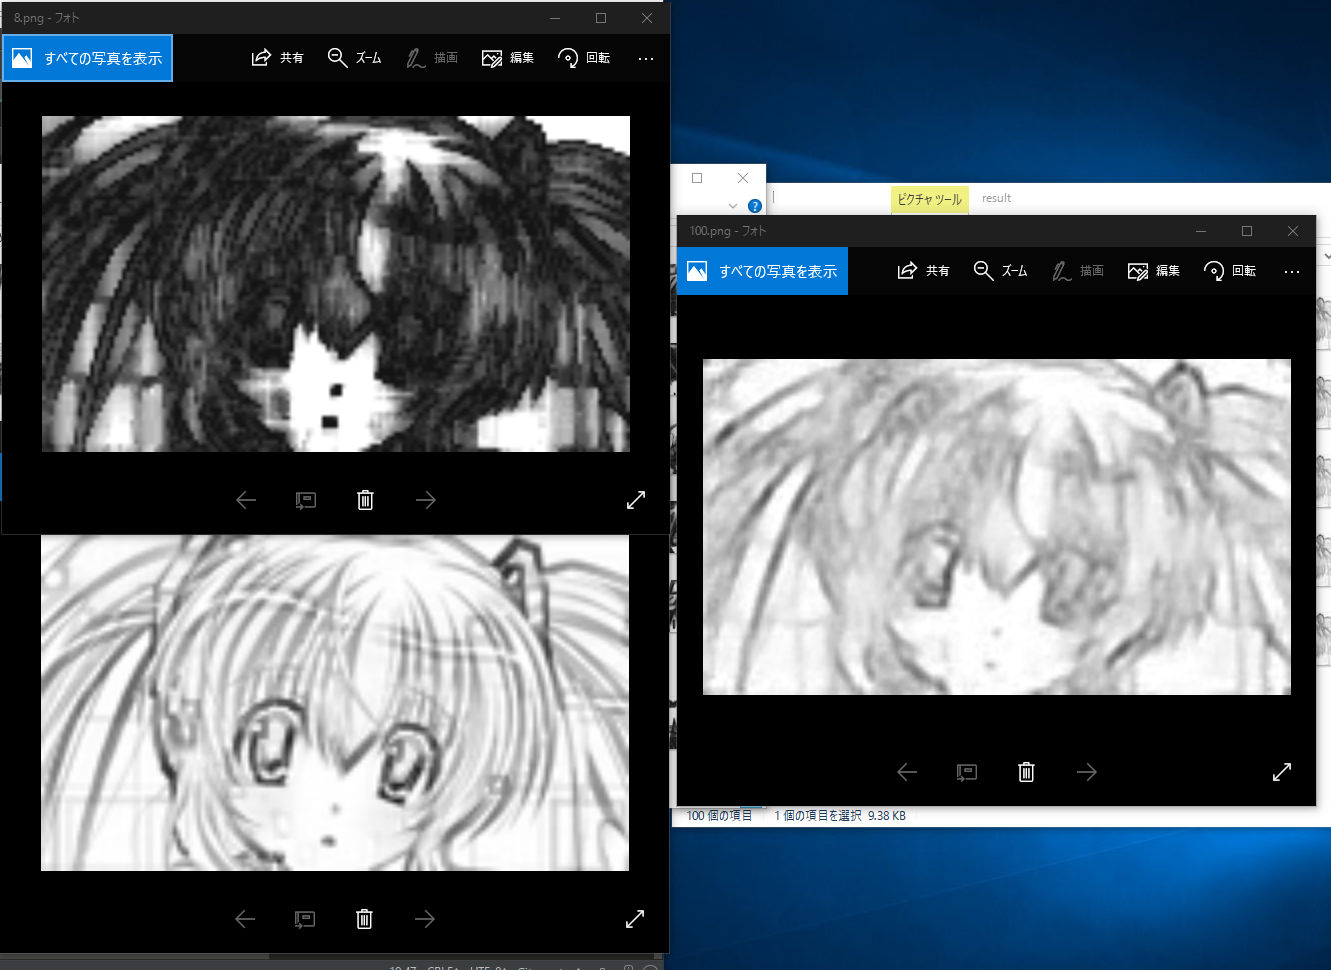 8.png - フォト
すべての写真を表示
共有
ズーム
描画
編集
回転
ピクチャ ツール
result
100.png - フォト
すべての写真を表示
共有
ズーム
描画
編集
回転
100 個の項目
1 個の項目を選択 9.38 KB